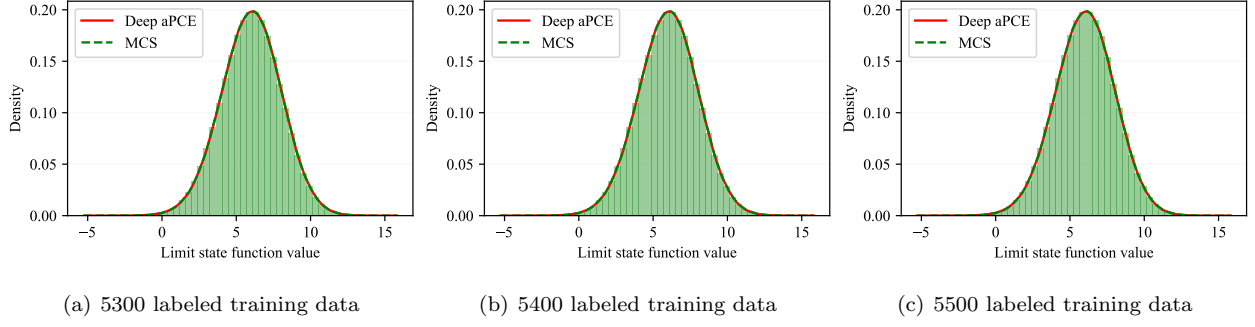 Deep aPCE
MCS
0.20
0.15
0.10
0.05
0.00
Density
−5 0 5 10 15
Limit state function value
(a) 5300 labeled training data
Deep aPCE
MCS
0.20
0.15
0.10
0.05
0.00
Density
−5 0 5 10 15
Limit state function value
(b) 5400 labeled training data
Deep aPCE
MCS
0.20
0.15
0.10
0.05
0.00
Density
−5 0 5 10 15
Limit state function value
(c) 5500 labeled training data